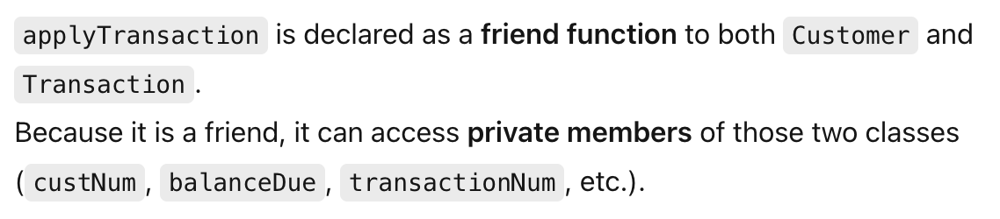 applyTransaction is declared as a friend function to both Customer and
Transaction.
Because it is a friend, it can access private members of those two classes
(custNum, balanceDue, transactionNum, etc.).